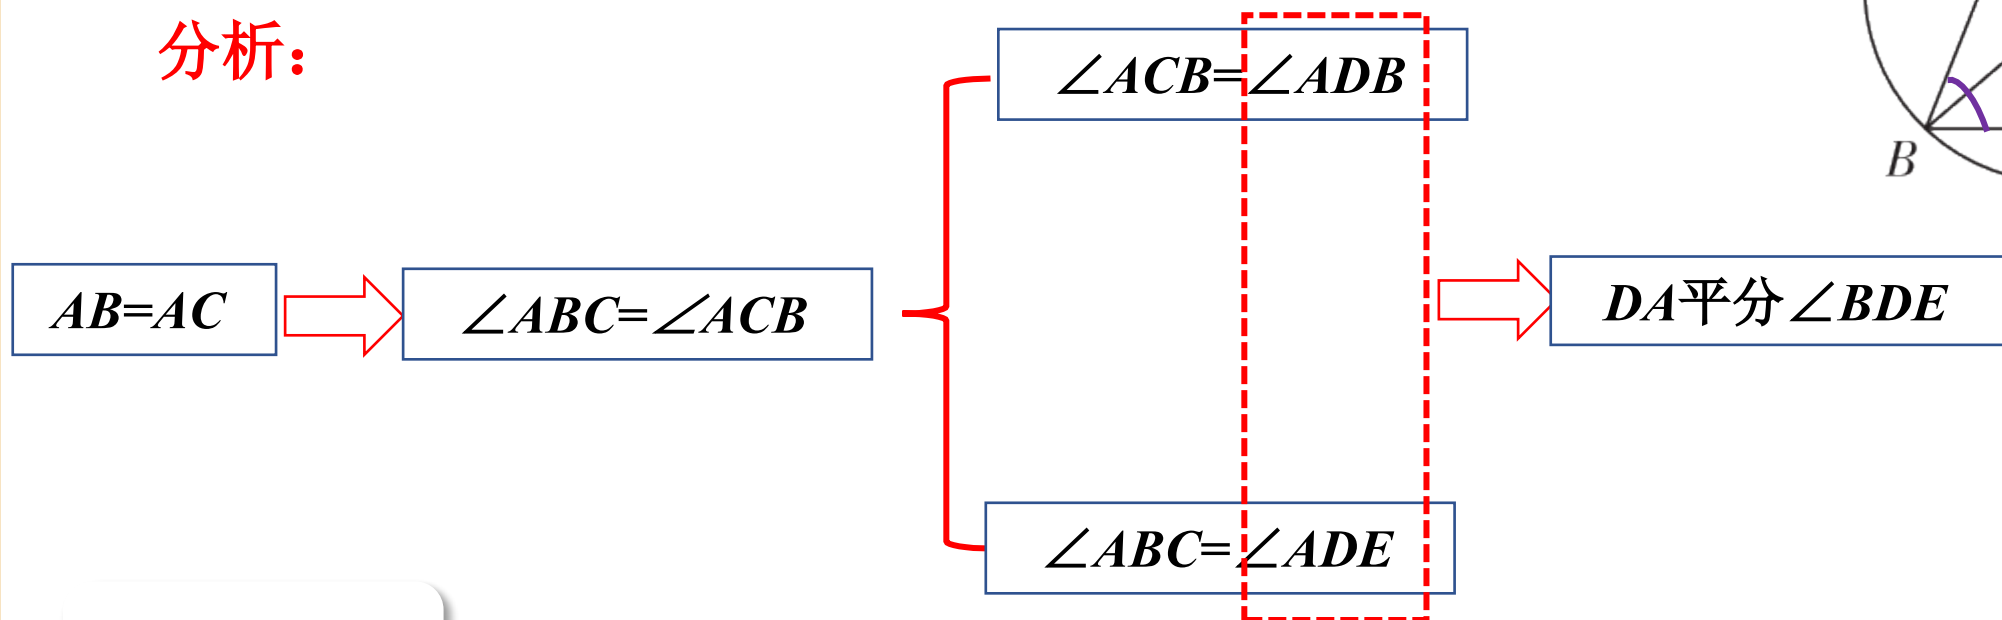 分析：
∠ACB=∠ADB
B
AB=AC
∠ABC=∠ACB
DA平分∠BDE
∠ABC=∠ADE